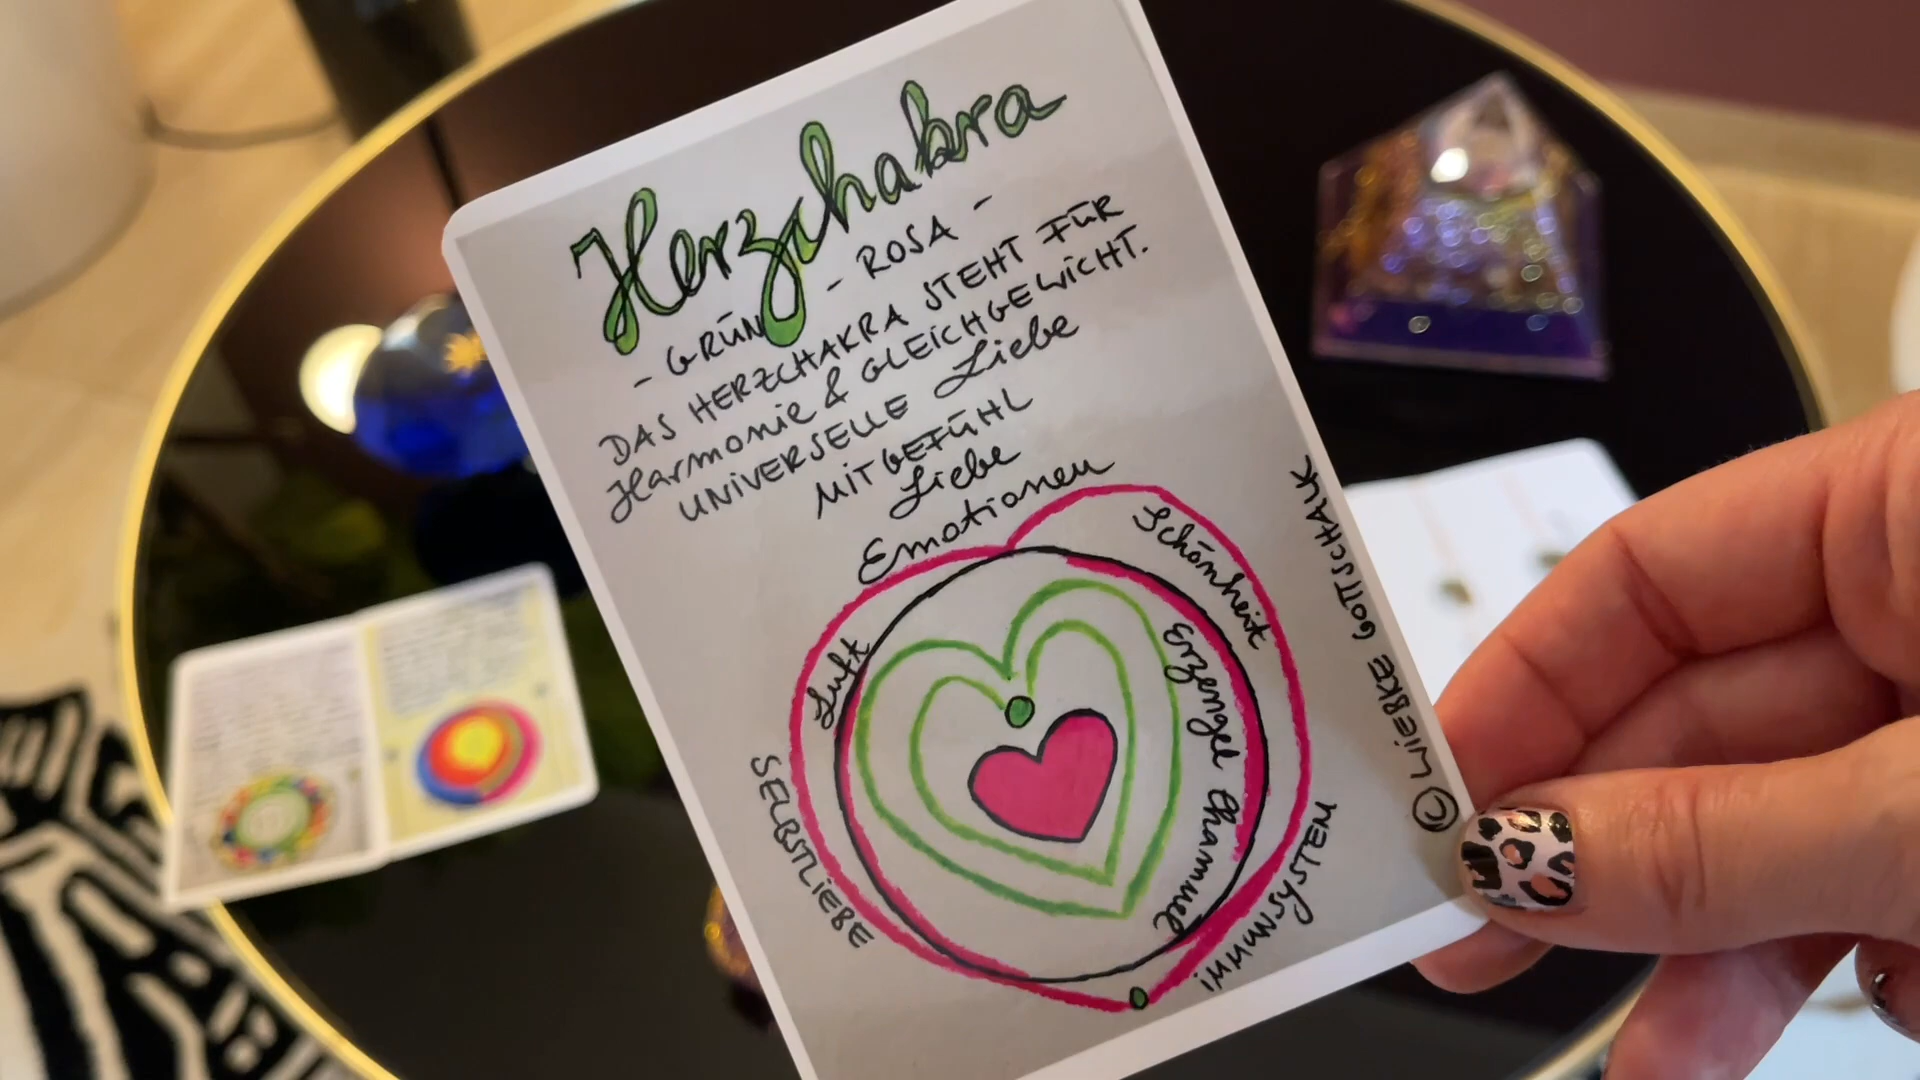 Herzchakra
- GRÜN - ROSA -
DAS HERZCHAKRA STEHT FÜR
Harmonie & GLEICHGEWICHT.
UNIVERSELLE Liebe
MITGEFÜHL
Liebe
Emotionen
Schönheit
Luft
Erzengel Chammuel
SELBSTLIEBE
IMMUNSYSTEM
© WIEBKE GOTTSCHALK